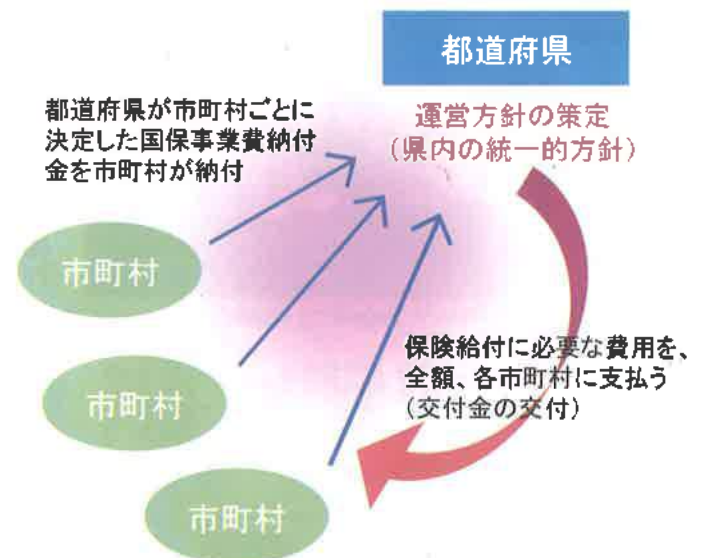 都道府県
運営方針の策定
(県内の統一的方針)
都道府県が市町村ごとに
決定した国保事業費納付
金を市町村が納付
市町村
市町村
市町村
保険給付に必要な費用を、
全額、各市町村に支払う
(交付金の交付)